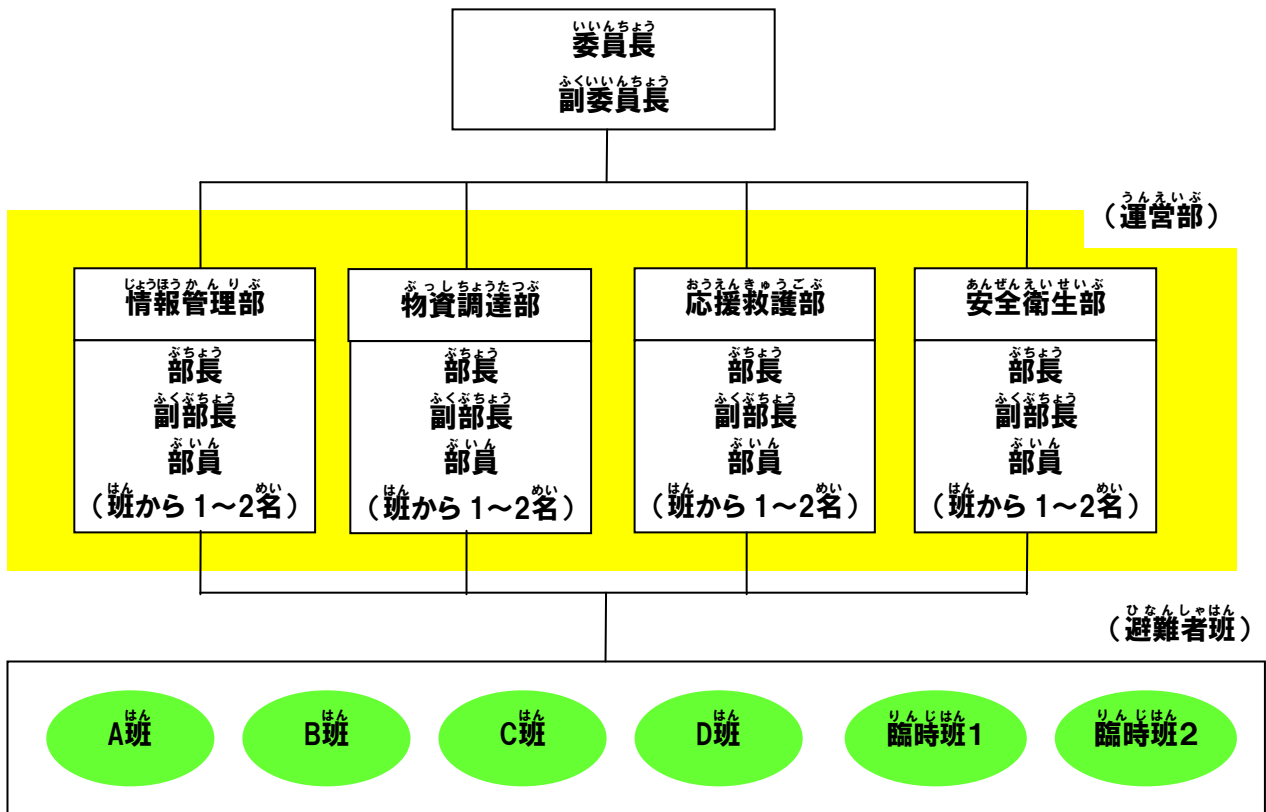 いいんちょう
委員長
ふくいいんちょう
副委員長
うんえいぶ
（運営部）
じょうほうかんりぶ
情報管理部
ぶちょう
部長
ふくぶちょう
副部長
ぶいん
部員
はん めい
（班から1～2名）
ぶっしちょうたつぶ
物資調達部
ぶちょう
部長
ふくぶちょう
副部長
ぶいん
部員
はん めい
（班から1～2名）
おうえんきゅうごぶ
応援救護部
ぶちょう
部長
ふくぶちょう
副部長
ぶいん
部員
はん めい
（班から1～2名）
あんぜんえいせいぶ
安全衛生部
ぶちょう
部長
ふくぶちょう
副部長
ぶいん
部員
はん めい
（班から1～2名）
ひなんしゃはん
（避難者班）
はん
A班
はん
B班
はん
C班
はん
D班
りんじはん
臨時班1
りんじはん
臨時班2